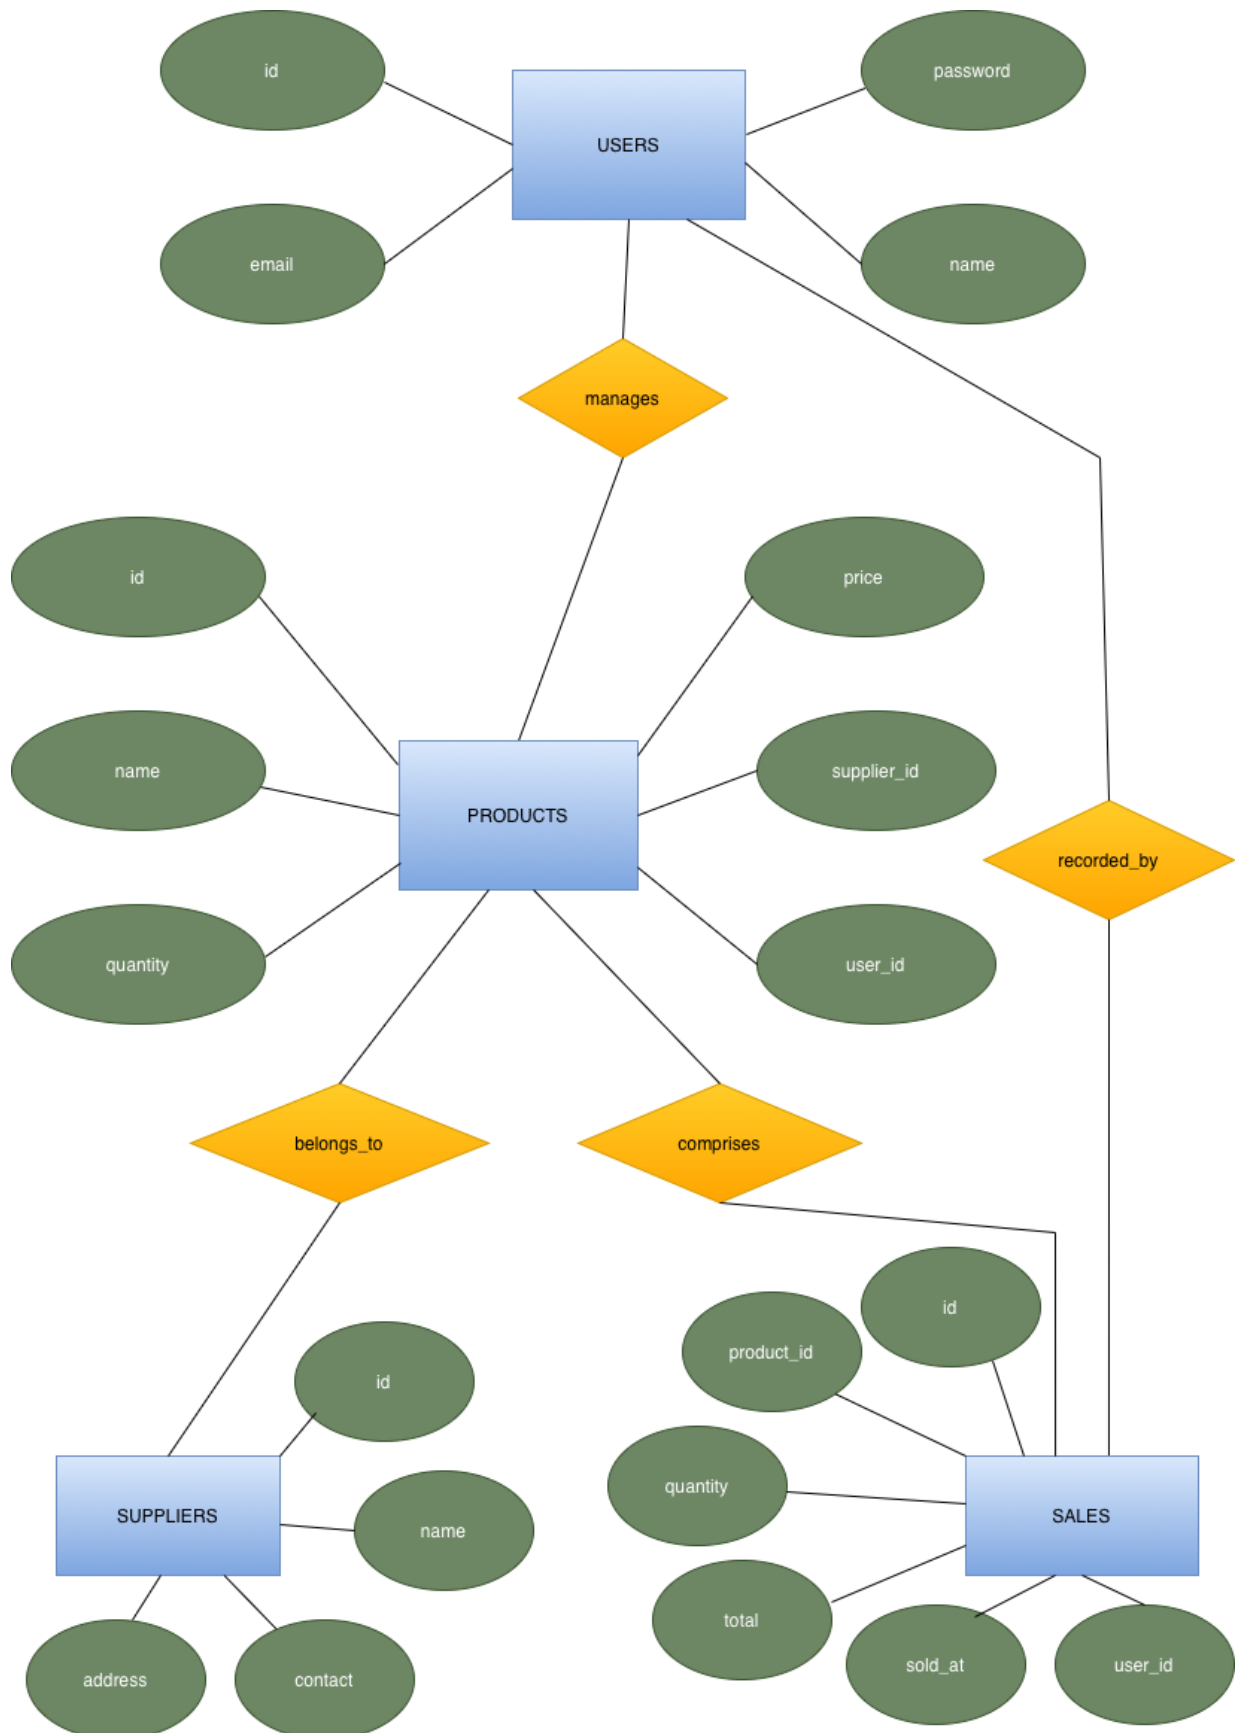 id
password
USERS
email
name
manages
id
price
name
supplier_id
PRODUCTS
recorded_by
quantity
user_id
belongs_to
comprises
id
product_id
id
quantity
SUPPLIERS
name
SALES
total
address
contact
sold_at
user_id